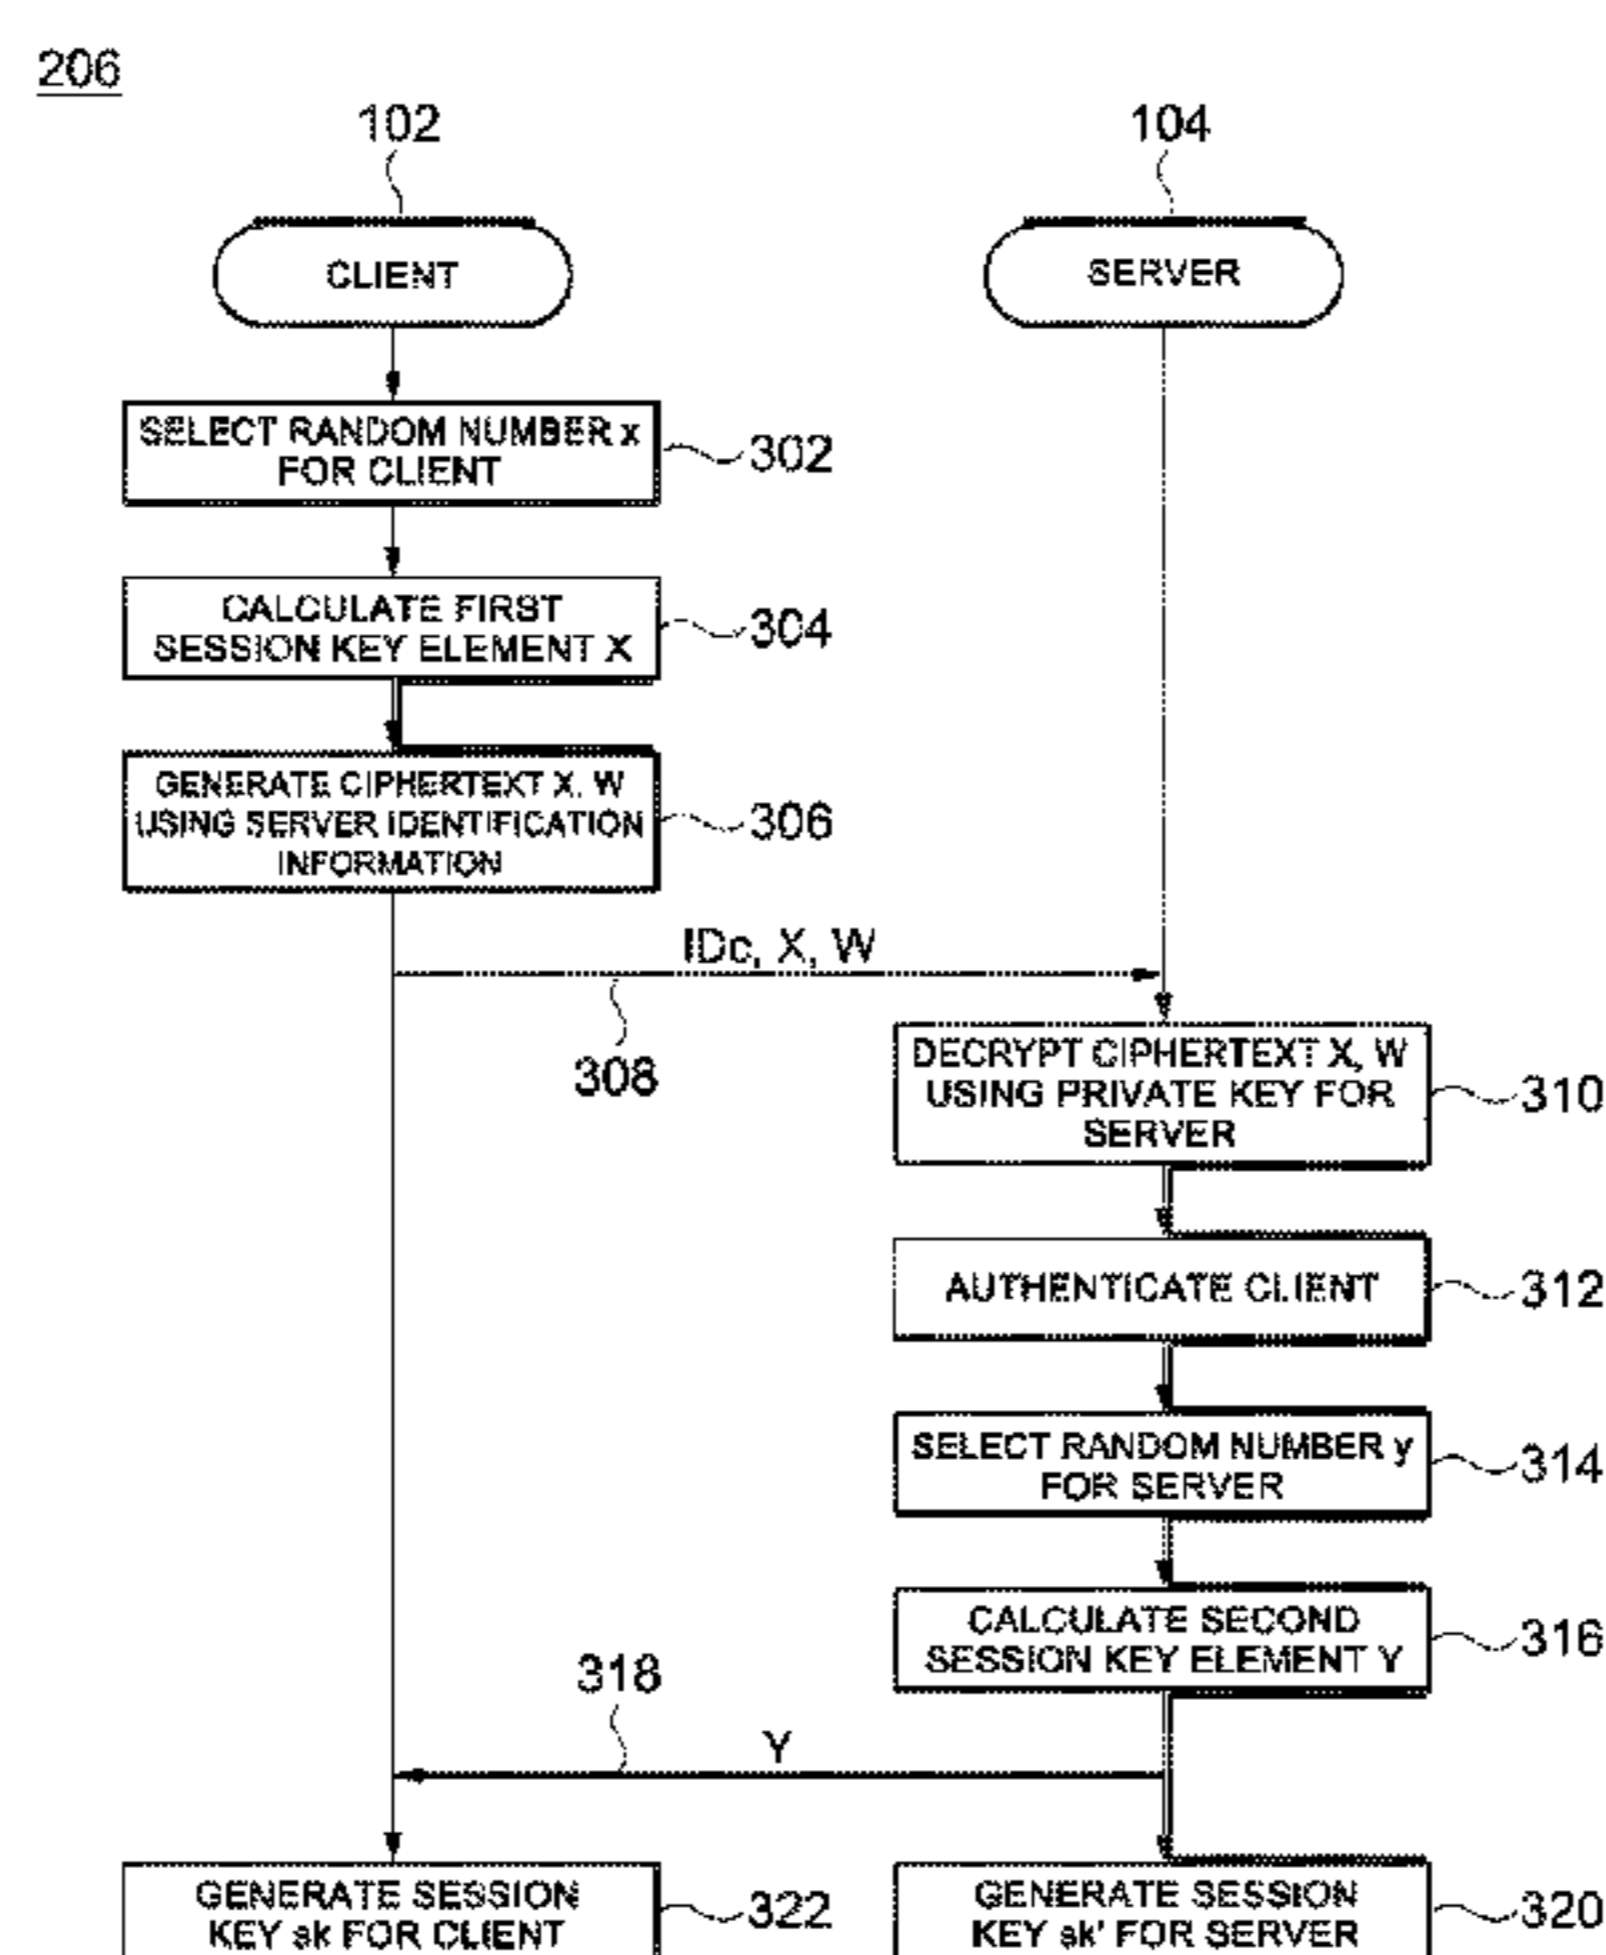 206
102
104
CLIENT
SERVER
SELECT RANDOM NUMBER x
FOR CLIENT
302
CALCULATE FIRST
SESSION KEY ELEMENT X
304
GENERATE CIPHERTEXT X, W
USING SERVER IDENTIFICATION
INFORMATION
306
IDc, X, W
308
DECRYPT CIPHERTEXT X, W
USING PRIVATE KEY FOR
SERVER
310
AUTHENTICATE CLIENT
312
SELECT RANDOM NUMBER y
FOR SERVER
314
CALCULATE SECOND
SESSION KEY ELEMENT Y
316
318
Y
GENERATE SESSION
KEY sk FOR CLIENT
322
GENERATE SESSION
KEY sk' FOR SERVER
320